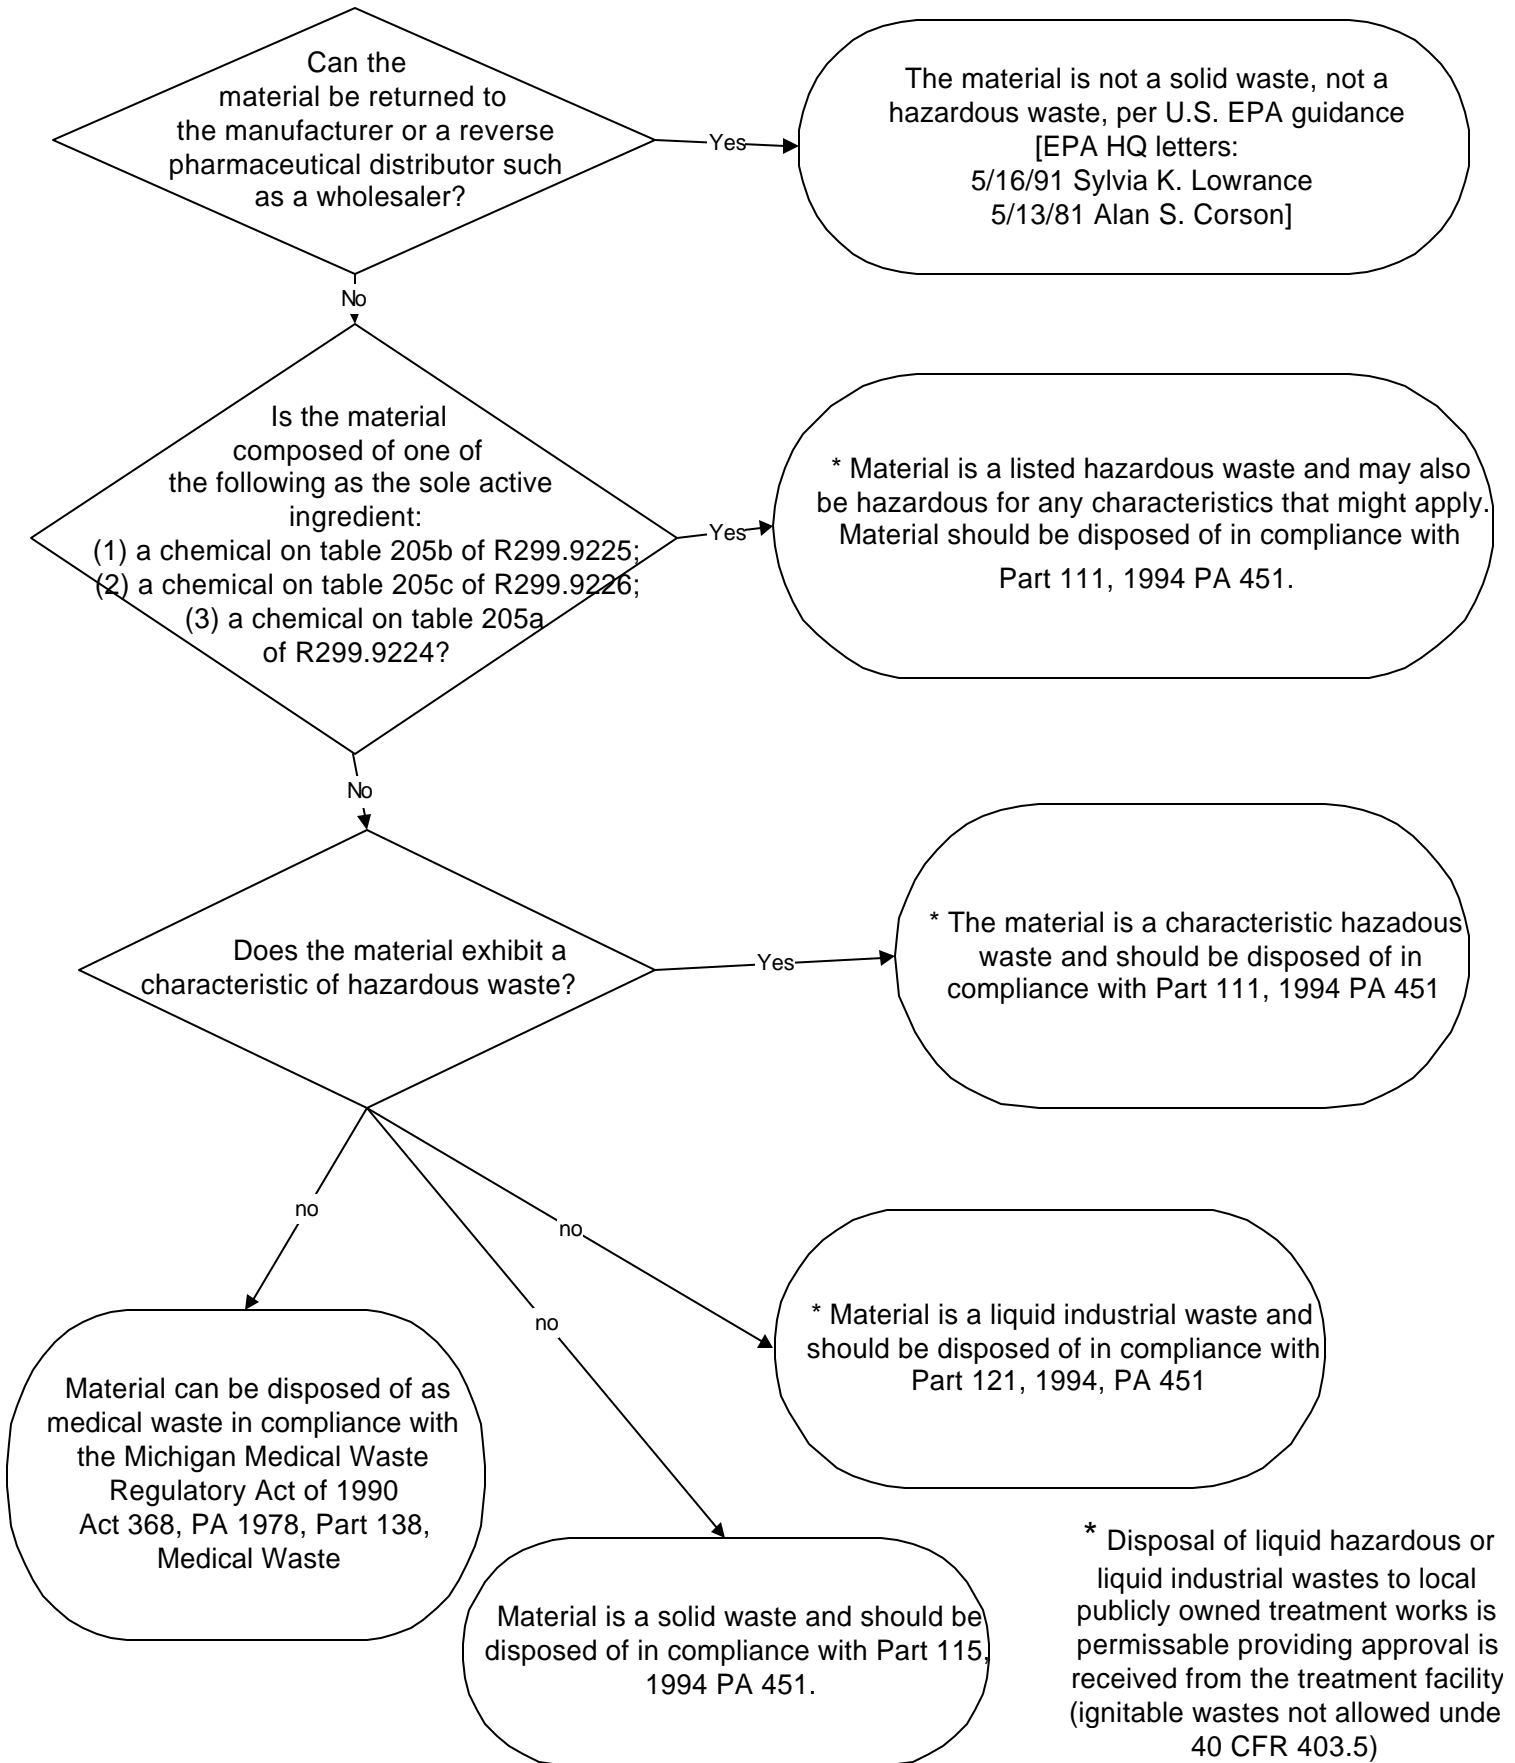 Can the
material be returned to
the manufacturer or a reverse
pharmaceutical distributor such
as a wholesaler?
Yes
The material is not a solid waste, not a
hazardous waste, per U.S. EPA guidance
[EPA HQ letters:
5/16/91 Sylvia K. Lowrance
5/13/81 Alan S. Corson]
No
Is the material
composed of one of
the following as the sole active
ingredient:
(1) a chemical on table 205b of R299.9225;
(2) a chemical on table 205c of R299.9226;
(3) a chemical on table 205a
of R299.9224?
Yes
* Material is a listed hazardous waste and may also
be hazardous for any characteristics that might apply.
Material should be disposed of in compliance with
Part 111, 1994 PA 451.
No
Does the material exhibit a
characteristic of hazardous waste?
Yes
* The material is a characteristic hazadous
waste and should be disposed of in
compliance with Part 111, 1994 PA 451
no
no
no
* Material is a liquid industrial waste and
should be disposed of in compliance with
Part 121, 1994, PA 451
Material can be disposed of as
medical waste in compliance with
the Michigan Medical Waste
Regulatory Act of 1990
Act 368, PA 1978, Part 138,
Medical Waste
Material is a solid waste and should be
disposed of in compliance with Part 115,
1994 PA 451.
* Disposal of liquid hazardous or
liquid industrial wastes to local
publicly owned treatment works is
permissable providing approval is
received from the treatment facility
(ignitable wastes not allowed unde
40 CFR 403.5)